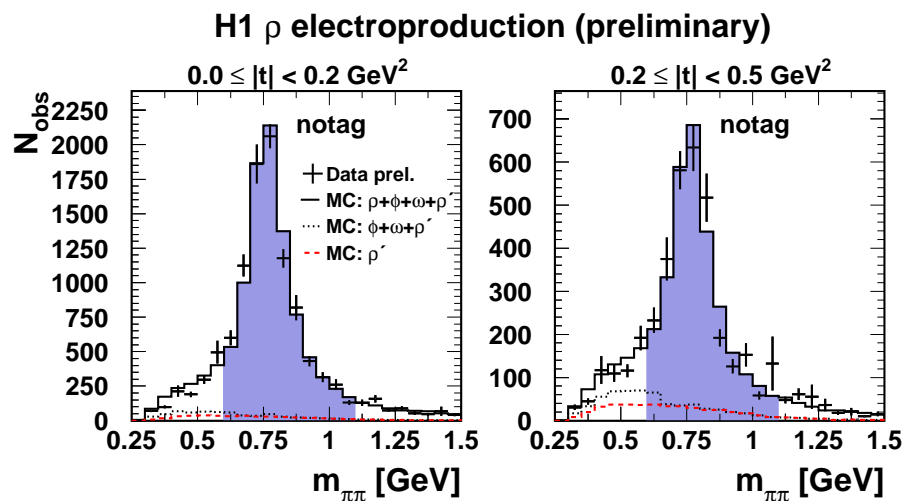 H1 ρ electroproduction (preliminary)
0.0 ≤ |t| < 0.2 GeV²
0.2 ≤ |t| < 0.5 GeV²
N_obs
2250
2000
1750
1500
1250
1000
750
500
250
0
notag
Data prel.
MC: ρ+ϕ+ω+ρ´
MC: ϕ+ω+ρ´
MC: ρ´
0.25 0.5 0.75 1 1.25 1.5
m_ππ [GeV]
700
600
500
400
300
200
100
0
notag
0.25 0.5 0.75 1 1.25 1.5
m_ππ [GeV]